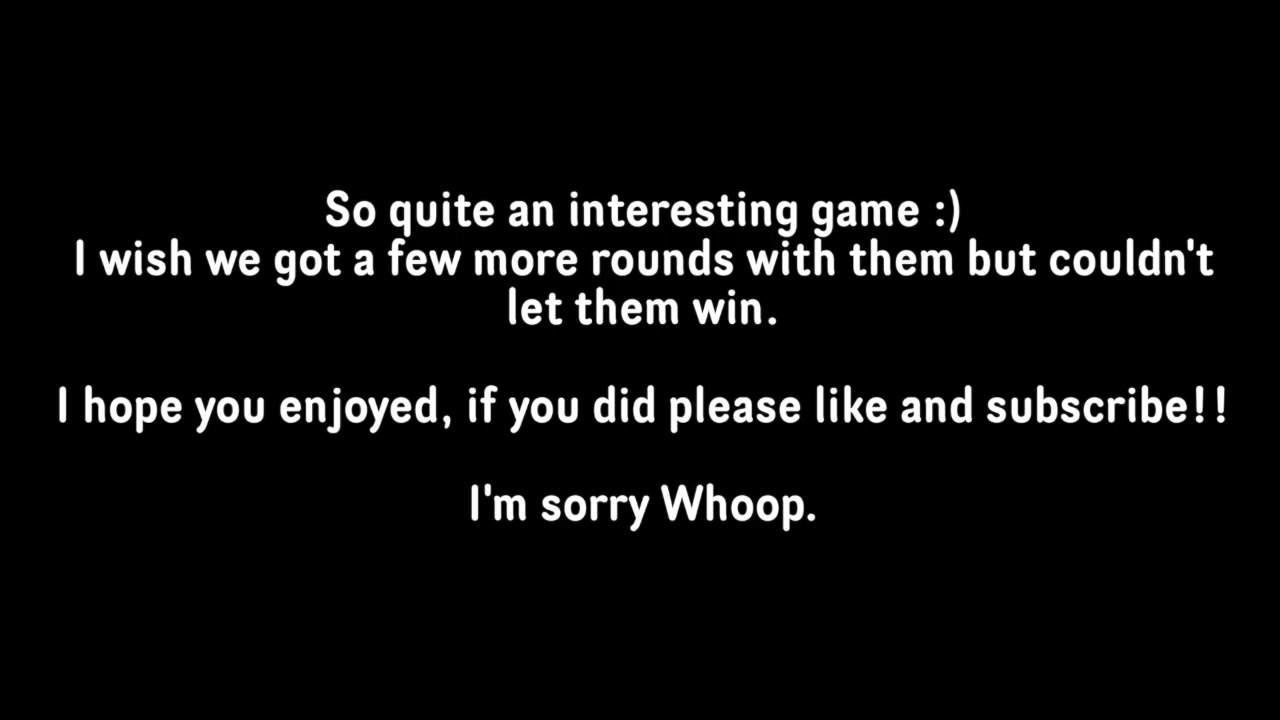 So quite an interesting game :)
I wish we got a few more rounds with them but couldn't
let them win.
I hope you enjoyed, if you did please like and subscribe!!
I'm sorry Whoop.